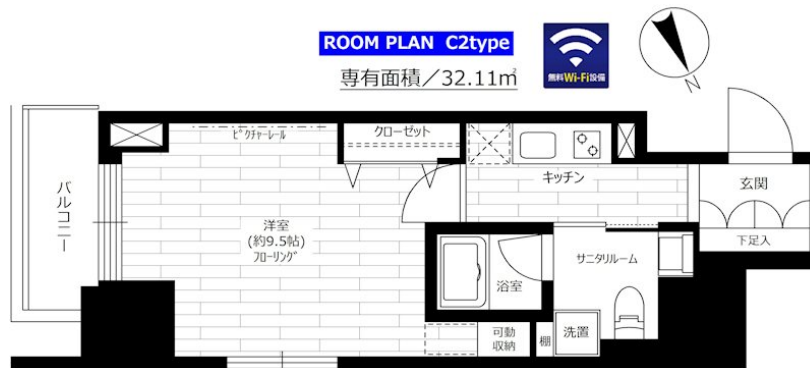 ROOM PLAN C2type
専有面積／32.11㎡
無料Wi-Fi設備
N
ピクチャーレール
クローゼット
キッチン
玄関
下足入
バルコニー
洋室
(約9.5帖)
フローリング
浴室
サニタリルーム
可動
収納
棚
洗置